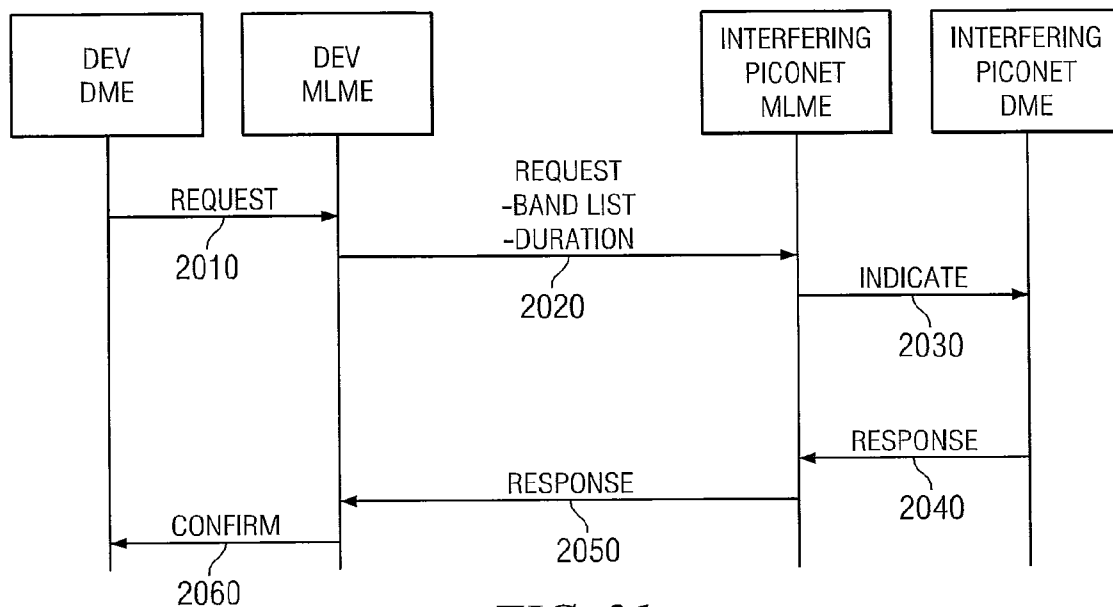 DEV
DME
DEV
MLME
INTERFERING
PICONET
MLME
INTERFERING
PICONET
DME
REQUEST
2010
REQUEST
-BAND LIST
-DURATION
2020
INDICATE
2030
RESPONSE
2040
RESPONSE
2050
CONFIRM
2060